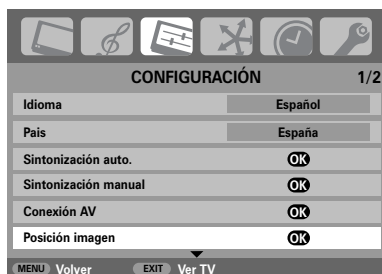 CONFIGURACIÓN 1/2
Idioma Español
Pais España
Sintonización auto. OK
Sintonización manual OK
Conexión AV OK
Posición imagen OK
MENU Volver EXIT Ver TV